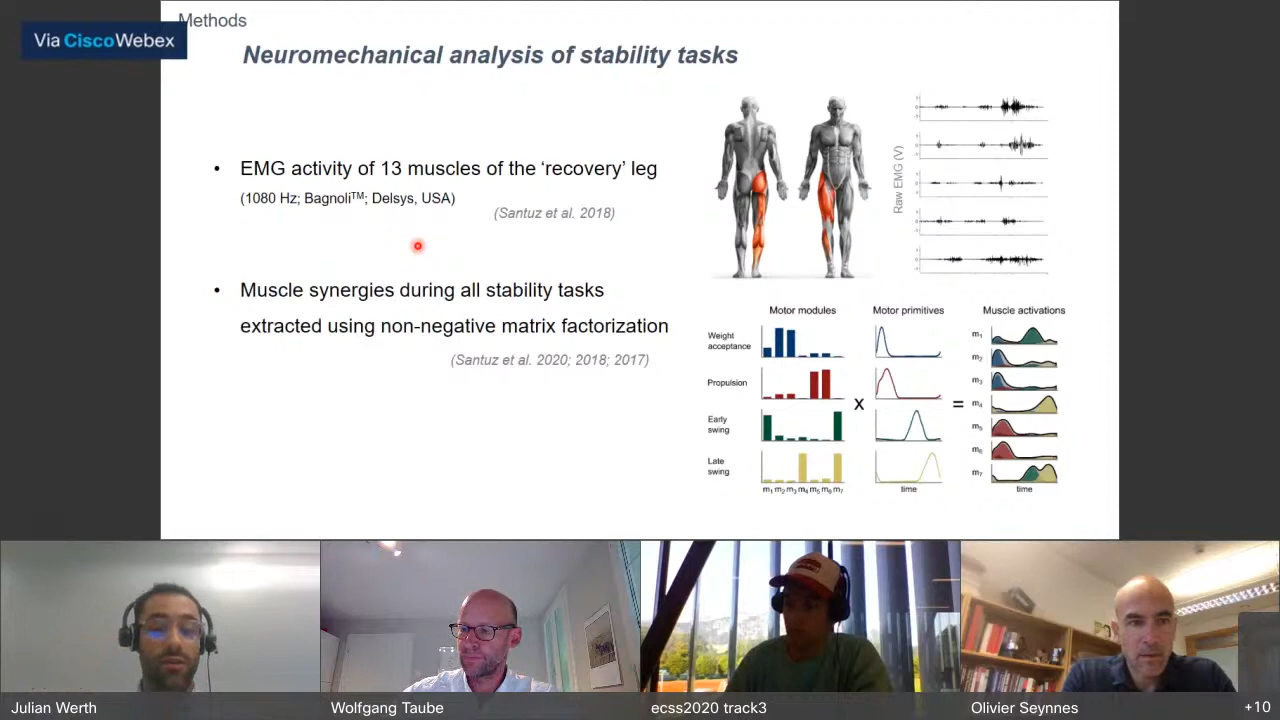 Methods
Via Cisco Webex
Neuromechanical analysis of stability tasks
• EMG activity of 13 muscles of the ‘recovery’ leg
(1080 Hz; Bagnoli™; Delsys, USA)
(Santuz et al. 2018)
• Muscle synergies during all stability tasks
extracted using non-negative matrix factorization
(Santuz et al. 2020; 2018; 2017)
Raw EMG (V)
Motor modules Motor primitives Muscle activations
Weight
acceptance
Propulsion
Early
swing
Late
swing
x =
m1
m2
m3
m4
m5
m6
m7
m1 m2 m3 m4 m5 m6 m7 time time
Julian Werth Wolfgang Taube ecss2020 track3 Olivier Seynnes +10